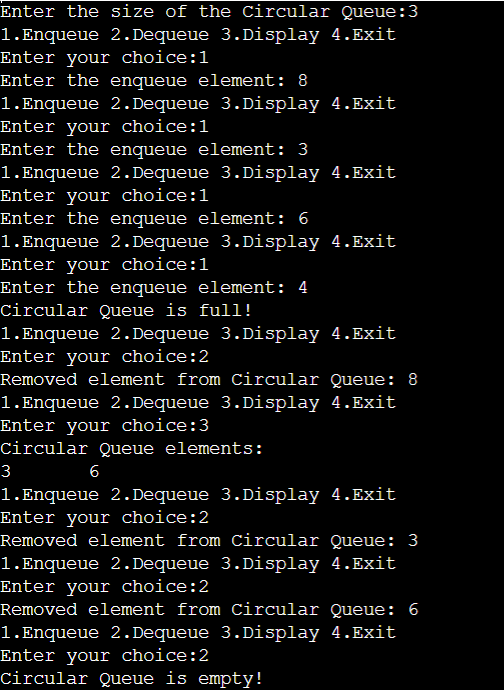 Enter the size of the Circular Queue:3
1.Enqueue 2.Dequeue 3.Display 4.Exit
Enter your choice:1
Enter the enqueue element: 8
1.Enqueue 2.Dequeue 3.Display 4.Exit
Enter your choice:1
Enter the enqueue element: 3
1.Enqueue 2.Dequeue 3.Display 4.Exit
Enter your choice:1
Enter the enqueue element: 6
1.Enqueue 2.Dequeue 3.Display 4.Exit
Enter your choice:1
Enter the enqueue element: 4
Circular Queue is full!
1.Enqueue 2.Dequeue 3.Display 4.Exit
Enter your choice:2
Removed element from Circular Queue: 8
1.Enqueue 2.Dequeue 3.Display 4.Exit
Enter your choice:3
Circular Queue elements:
3       6
1.Enqueue 2.Dequeue 3.Display 4.Exit
Enter your choice:2
Removed element from Circular Queue: 3
1.Enqueue 2.Dequeue 3.Display 4.Exit
Enter your choice:2
Removed element from Circular Queue: 6
1.Enqueue 2.Dequeue 3.Display 4.Exit
Enter your choice:2
Circular Queue is empty!